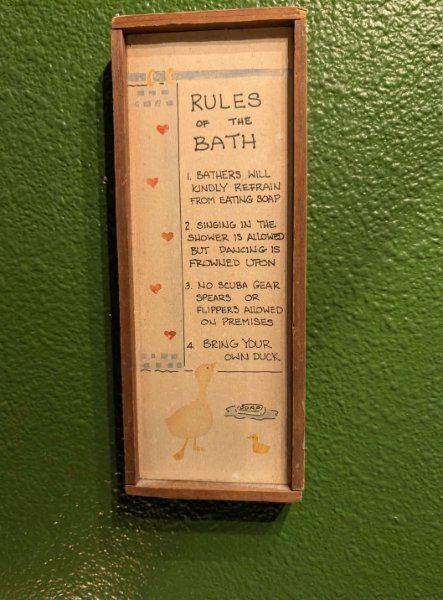 RULES
OF THE
BATH
1. BATHERS WILL
KINDLY REFRAIN
FROM EATING SOAP
2. SINGING IN THE
SHOWER IS ALLOWED
BUT DANCING IS
FROWNED UPON
3. NO SCUBA GEAR
SPEARS OR
FLIPPERS ALLOWED
ON PREMISES
4. BRING YOUR
OWN DUCK
SOAP